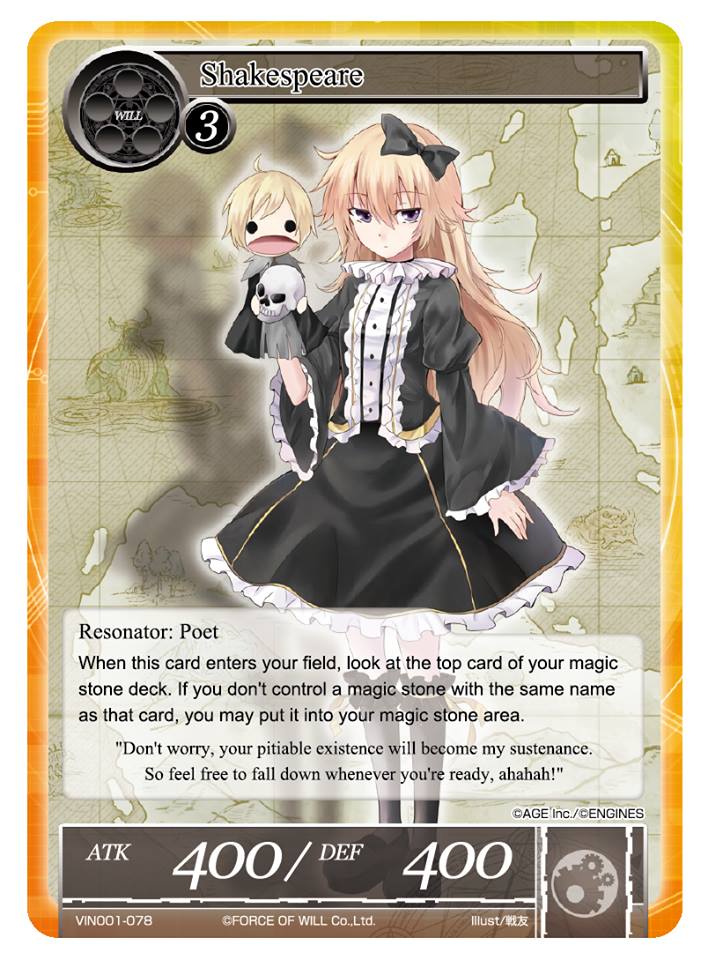 Shakespeare
WILL
3
Resonator: Poet
When this card enters your field, look at the top card of your magic
stone deck. If you don't control a magic stone with the same name
as that card, you may put it into your magic stone area.
"Don't worry, your pitiable existence will become my sustenance.
So feel free to fall down whenever you're ready, ahahah!"
©AGE Inc./©ENGINES
ATK 400/ DEF 400
VIN001-078 ©FORCE OF WILL Co.,Ltd. Illust/戦友